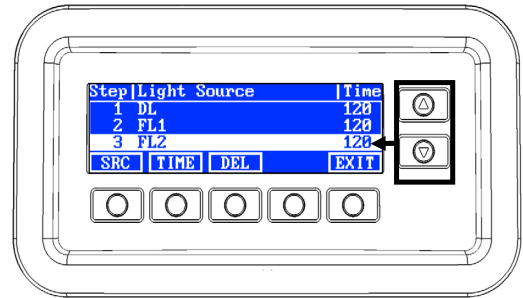 Step|Light Source |Time
1 DL 120
2 FL1 120
3 FL2 120
SRC TIME DEL EXIT